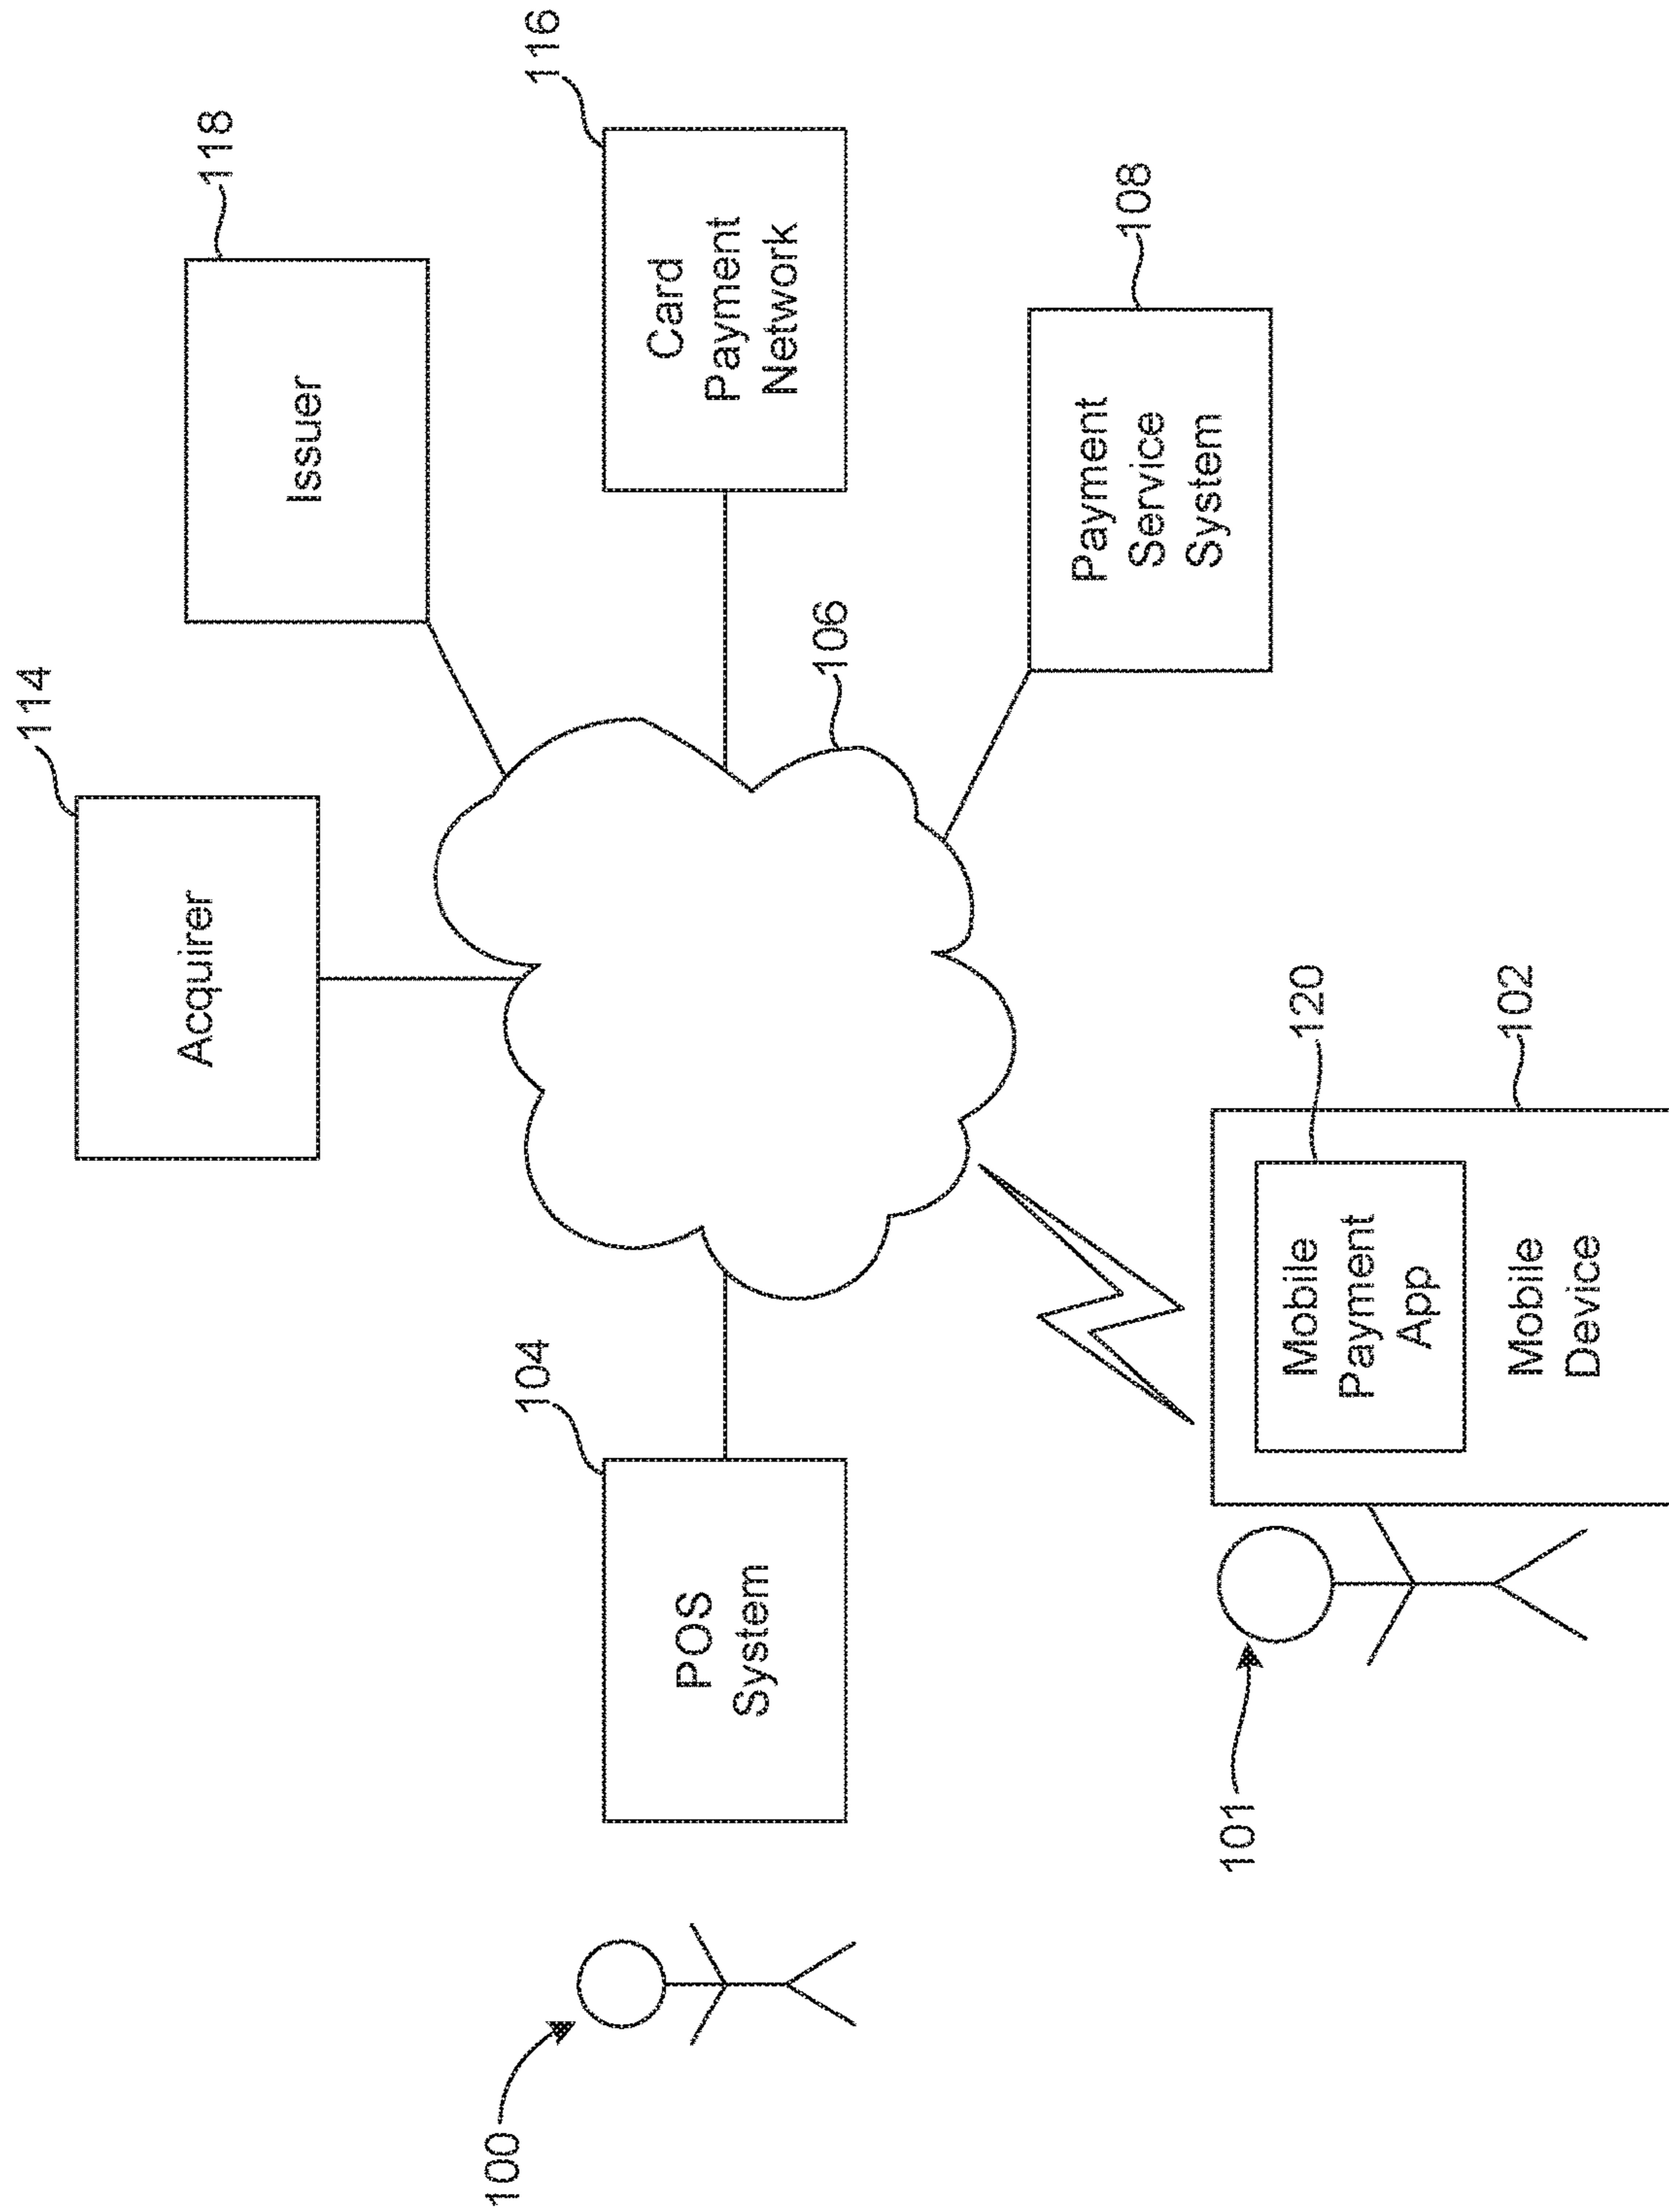 114
Acquirer
118
Issuer
104
POS
System
116
Card
Payment
Network
106
100
108
Payment
Service
System
101
120
Mobile
Payment
App
102
Mobile
Device